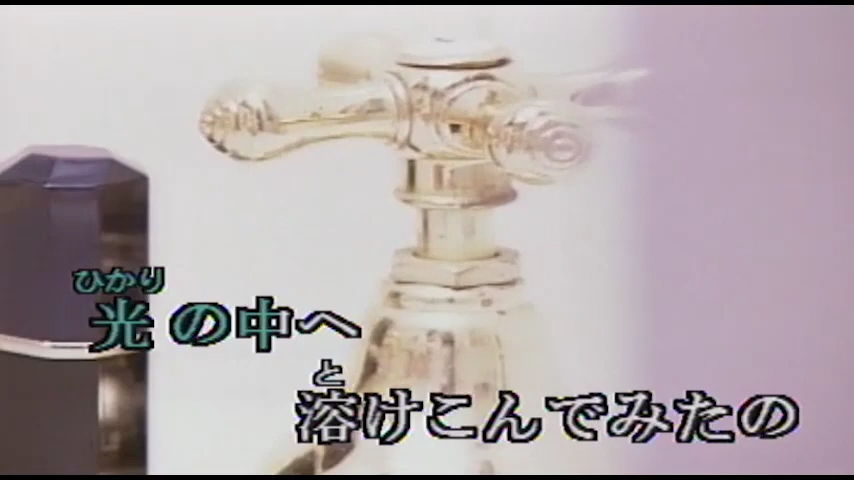 ひかり
光の中へ
と
溶けこんでみたの